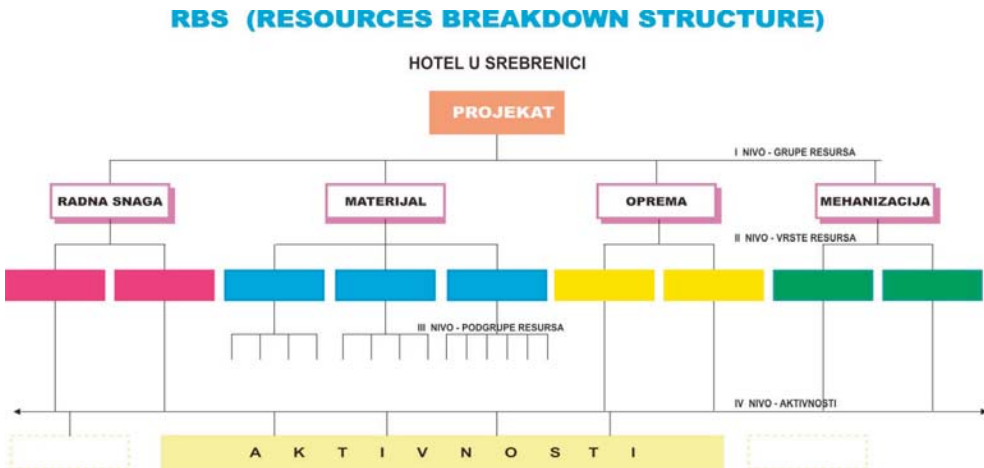 RBS (RESOURCES BREAKDOWN STRUCTURE)
HOTEL U SREBRENICI
PROJEKAT
I NIVO - GRUPE RESURSA
RADNA SNAGA
MATERIJAL
OPREMA
MEHANIZACIJA
II NIVO - VRSTE RESURSA
III NIVO - PODGRUPE RESURSA
IV NIVO - AKTIVNOSTI
A K T I V N O S T I